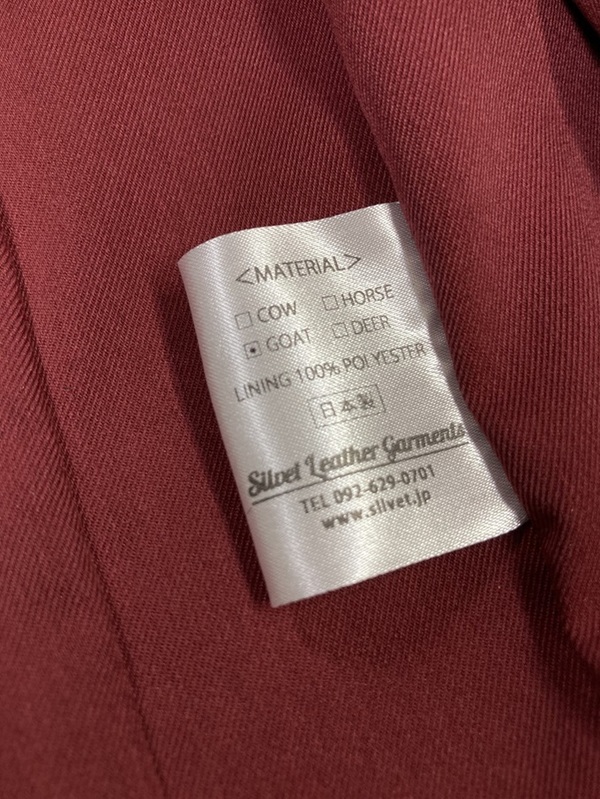 <MATERIAL>
□ COW □ HORSE
▣ GOAT □ DEER
LINING 100% POLYESTER
日本製
Silvet Leather Garments
TEL 092-629-0701
www.silvet.jp